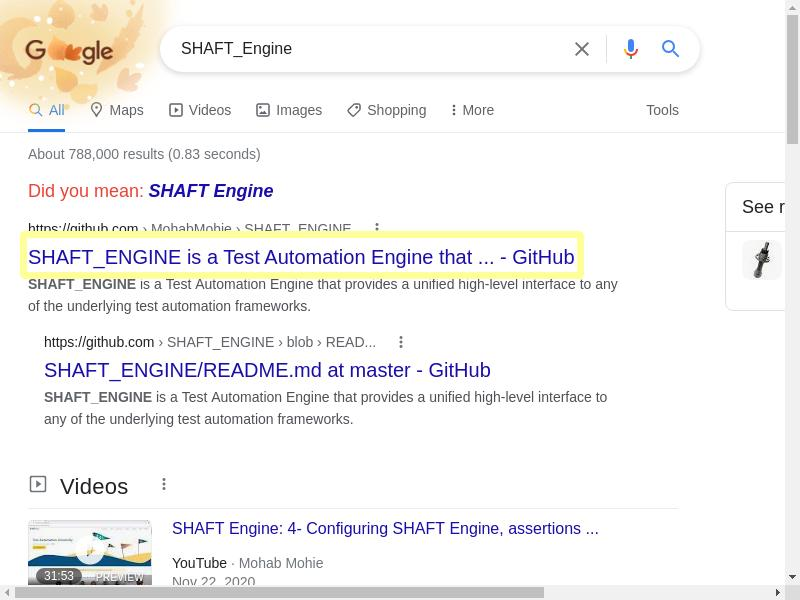 Google
SHAFT_Engine
All Maps Videos Images Shopping More Tools
About 788,000 results (0.83 seconds)
Did you mean: SHAFT Engine
https://github.com › MohabMohie › SHAFT_ENGINE
SHAFT_ENGINE is a Test Automation Engine that ... - GitHub
SHAFT_ENGINE is a Test Automation Engine that provides a unified high-level interface to any
of the underlying test automation frameworks.
See r
https://github.com › SHAFT_ENGINE › blob › READ...
SHAFT_ENGINE/README.md at master - GitHub
SHAFT_ENGINE is a Test Automation Engine that provides a unified high-level interface to
any of the underlying test automation frameworks.
Videos
SHAFT Engine: 4- Configuring SHAFT Engine, assertions ...
YouTube · Mohab Mohie
31:53 PREVIEW
Nov 22, 2020